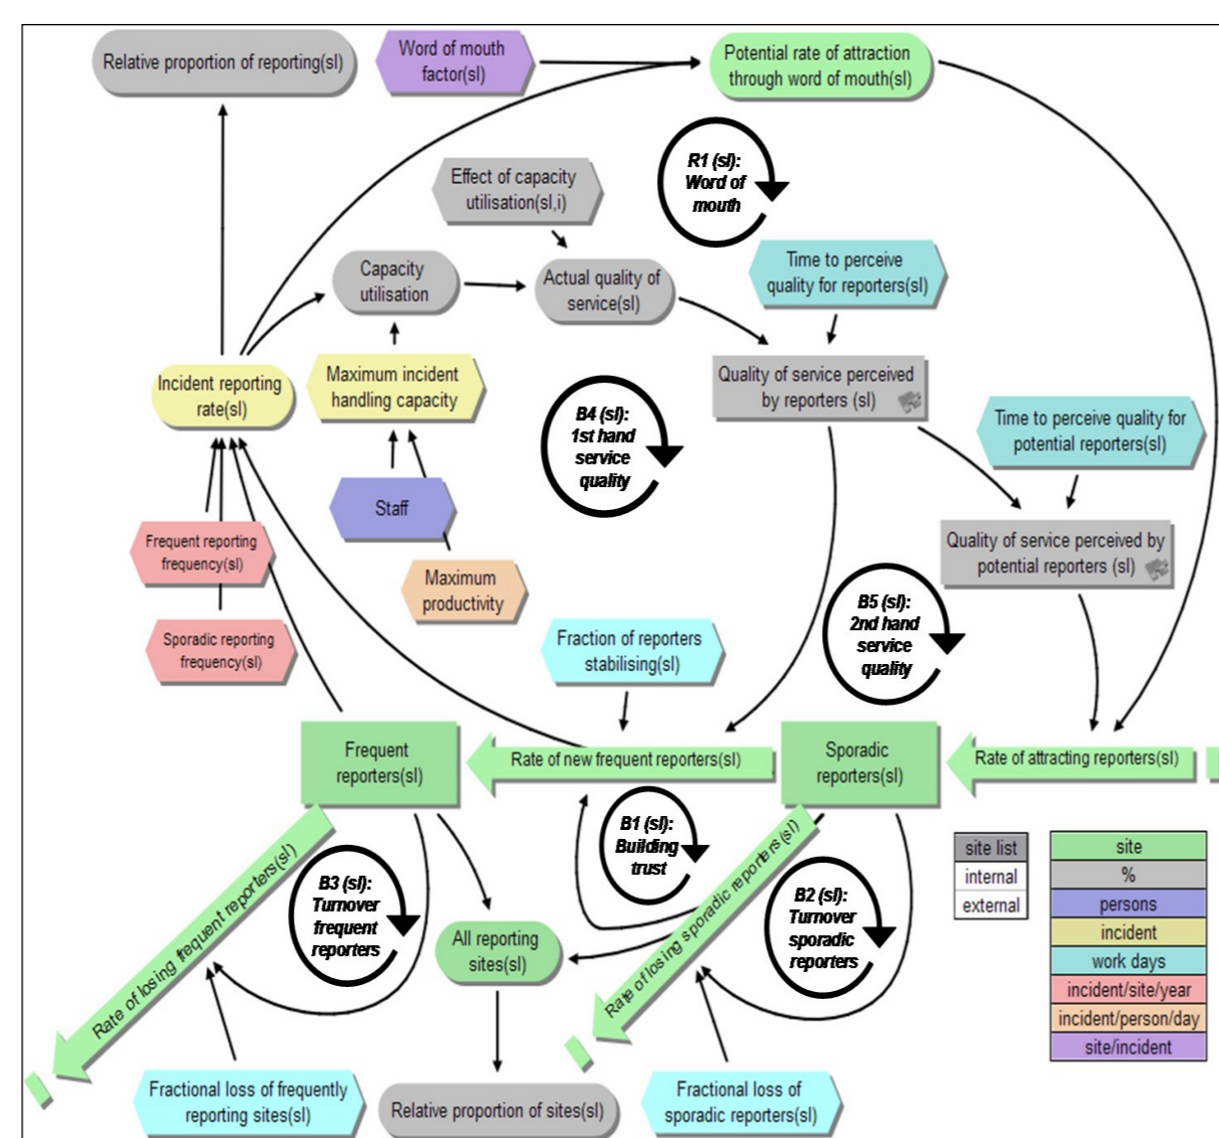 Relative proportion of reporting(sl)
Word of mouth
factor(sl)
Potential rate of attraction
through word of mouth(sl)
R1 (sl):
Word of
mouth
Effect of capacity
utilisation(sl,i)
Capacity
utilisation
Actual quality of
service(sl)
Time to perceive
quality for reporters(sl)
Incident reporting
rate(sl)
Maximum incident
handling capacity
Quality of service perceived
by reporters (sl)
B4 (sl):
1st hand
service
quality
Time to perceive quality for
potential reporters(sl)
Staff
Frequent reporting
frequency(sl)
Maximum
productivity
Quality of service perceived by
potential reporters (sl)
Sporadic reporting
frequency(sl)
Fraction of reporters
stabilising(sl)
B5 (sl):
2nd hand
service
quality
Frequent
reporters(sl)
Rate of new frequent reporters(sl)
Sporadic
reporters(sl)
Rate of attracting reporters(sl)
B1 (sl):
Building
trust
Rate of losing frequent reporters(sl)
B3 (sl):
Turnover
frequent
reporters
All reporting
sites(sl)
Rate of losing sporadic reporters(sl)
B2 (sl):
Turnover
sporadic
reporters
site list
internal
external
site
%
persons
incident
work days
incident/site/year
incident/person/day
site/incident
Fractional loss of frequently
reporting sites(sl)
Relative proportion of sites(sl)
Fractional loss of
sporadic reporters(sl)